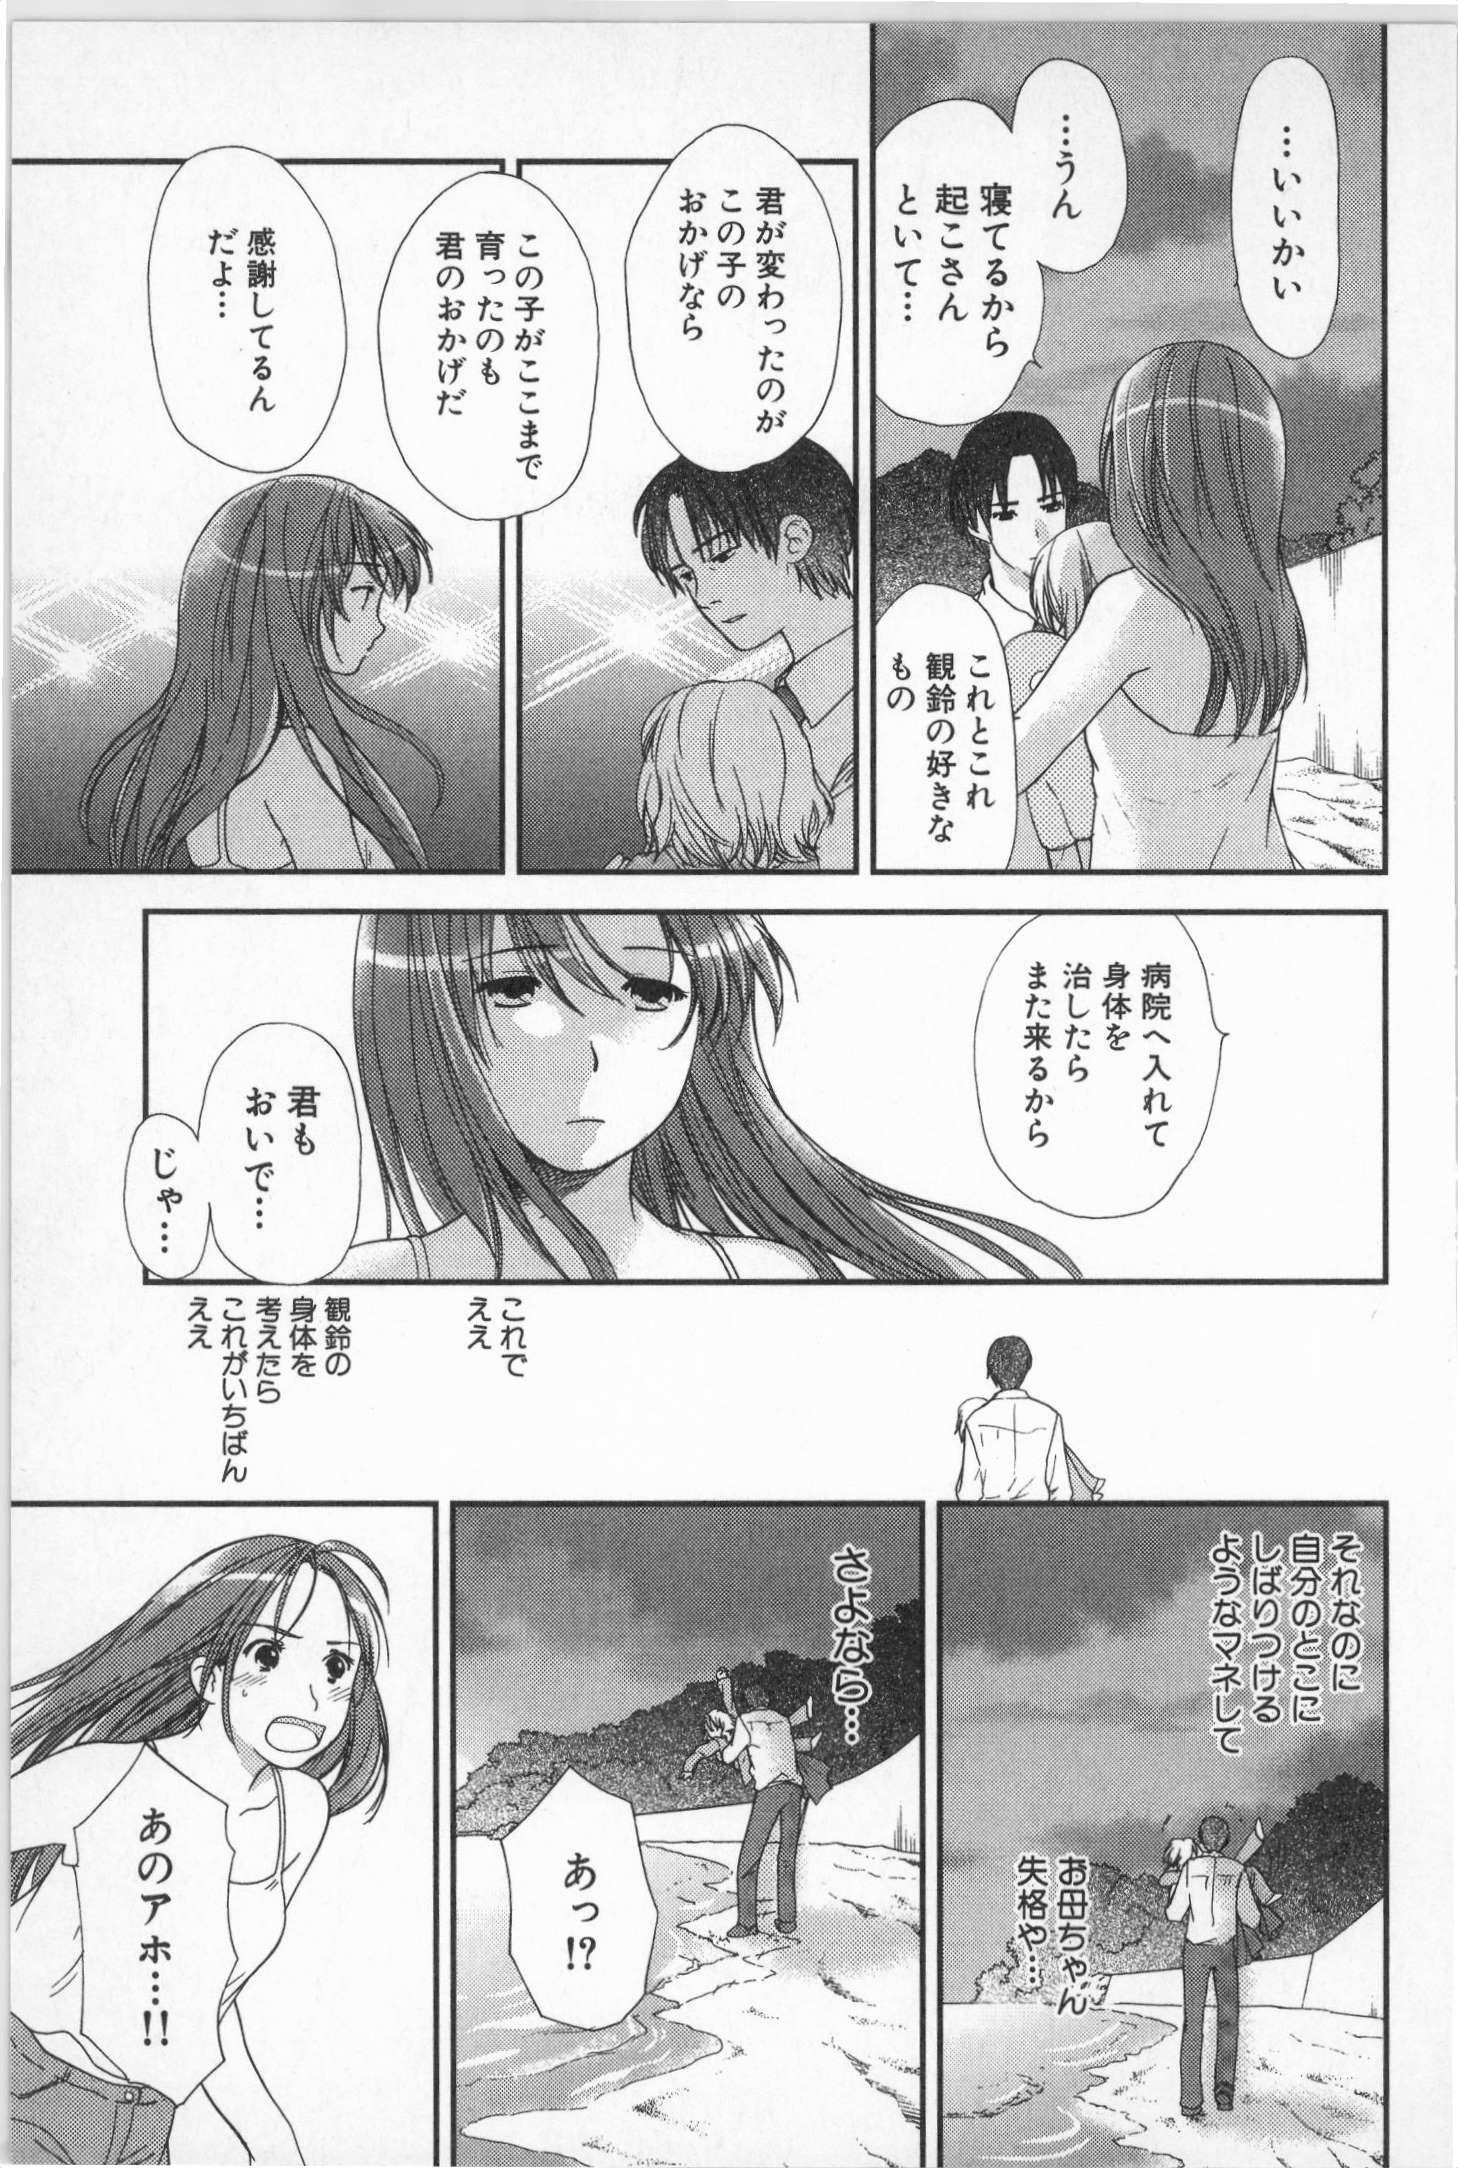 …いいかい
…うん
寝てるから
起こさん
といて…
これとこれ
観鈴の好きな
もの
君が変わったのが
この子の
おかげなら
この子がここまで
育ったのも
君のおかげだ
感謝してるん
だよ…
病院へ入れて
身体を
治したら
また来るから
君も
おいで…
じゃ…
これで
ええ
観鈴の
身体を
考えたら
これがいちばん
ええ
それなのに
自分のとこに
しばりつける
ようなマネして
お母ちゃん
失格や…
さよなら…
あっ!?
あのアホ…!!